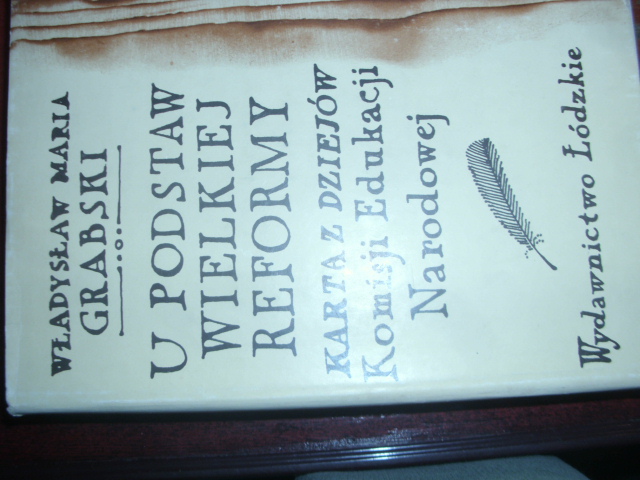 WŁADYSŁAW MARIA
GRABSKI
U PODSTAW
WIELKIEJ
REFORMY
KARTA Z DZIEJÓW
Komisji Edukacji
Narodowej
Wydawnictwo Łódzkie